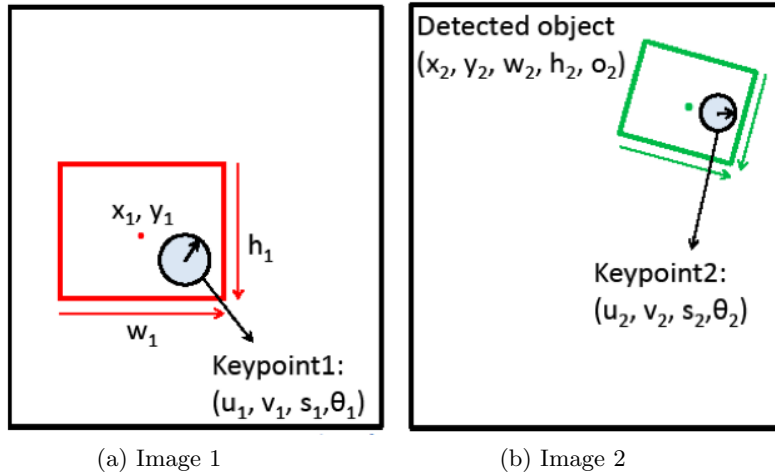 x₁, y₁
h₁
w₁
Keypoint1:
(u₁, v₁, s₁,θ₁)
(a) Image 1
Detected object
(x₂, y₂, w₂, h₂, o₂)
Keypoint2:
(u₂, v₂, s₂,θ₂)
(b) Image 2